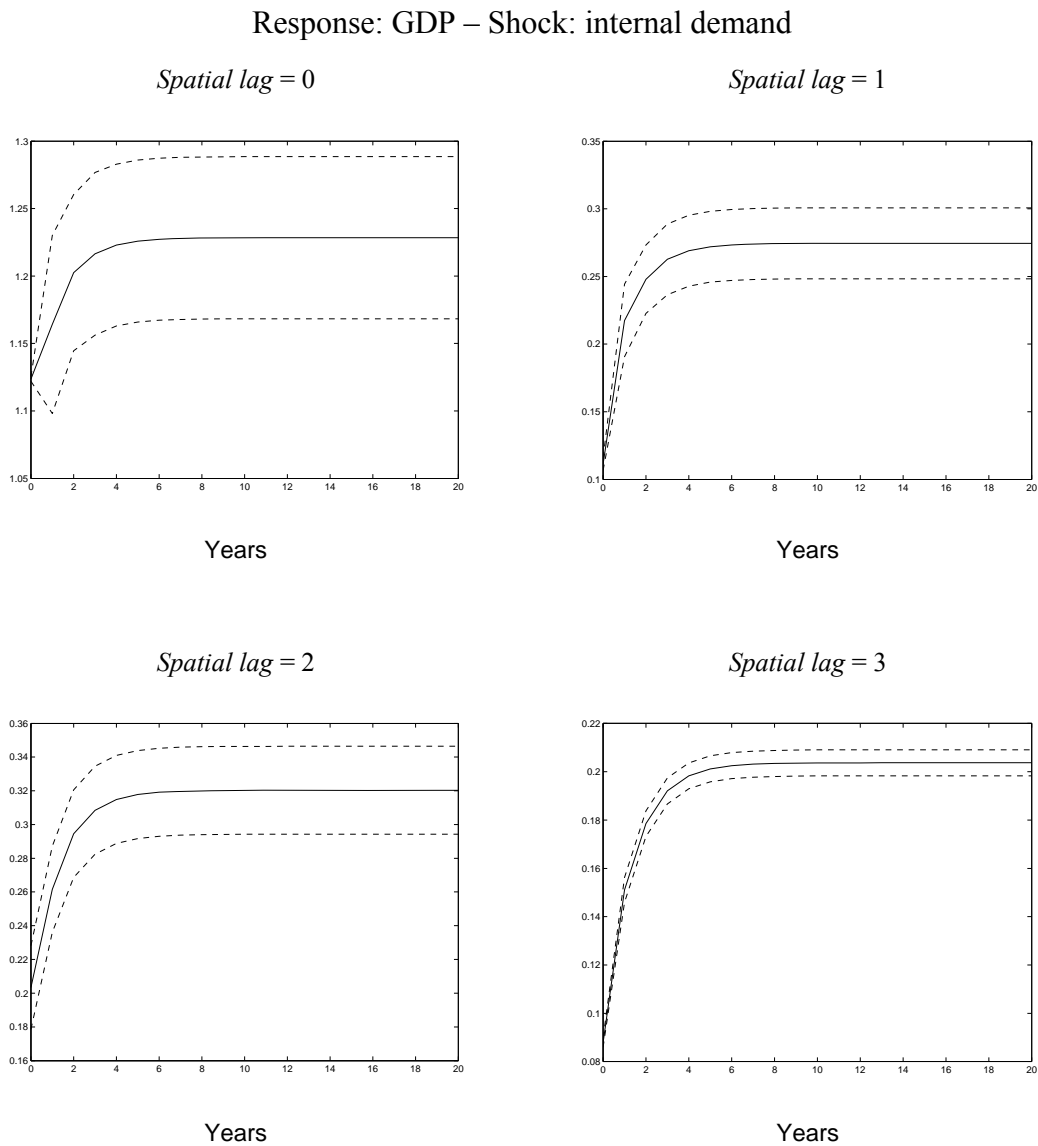 Response: GDP – Shock: internal demand
Spatial lag = 0
Spatial lag = 1
1.3
1.25
1.2
1.15
1.1
1.05
0 2 4 6 8 10 12 14 16 18 20
Years
0.35
0.3
0.25
0.2
0.15
0.1
0 2 4 6 8 10 12 14 16 18 20
Years
Spatial lag = 2
Spatial lag = 3
0.36
0.34
0.32
0.3
0.28
0.26
0.24
0.22
0.2
0.18
0.16
0 2 4 6 8 10 12 14 16 18 20
Years
0.22
0.2
0.18
0.16
0.14
0.12
0.1
0.08
0 2 4 6 8 10 12 14 16 18 20
Years